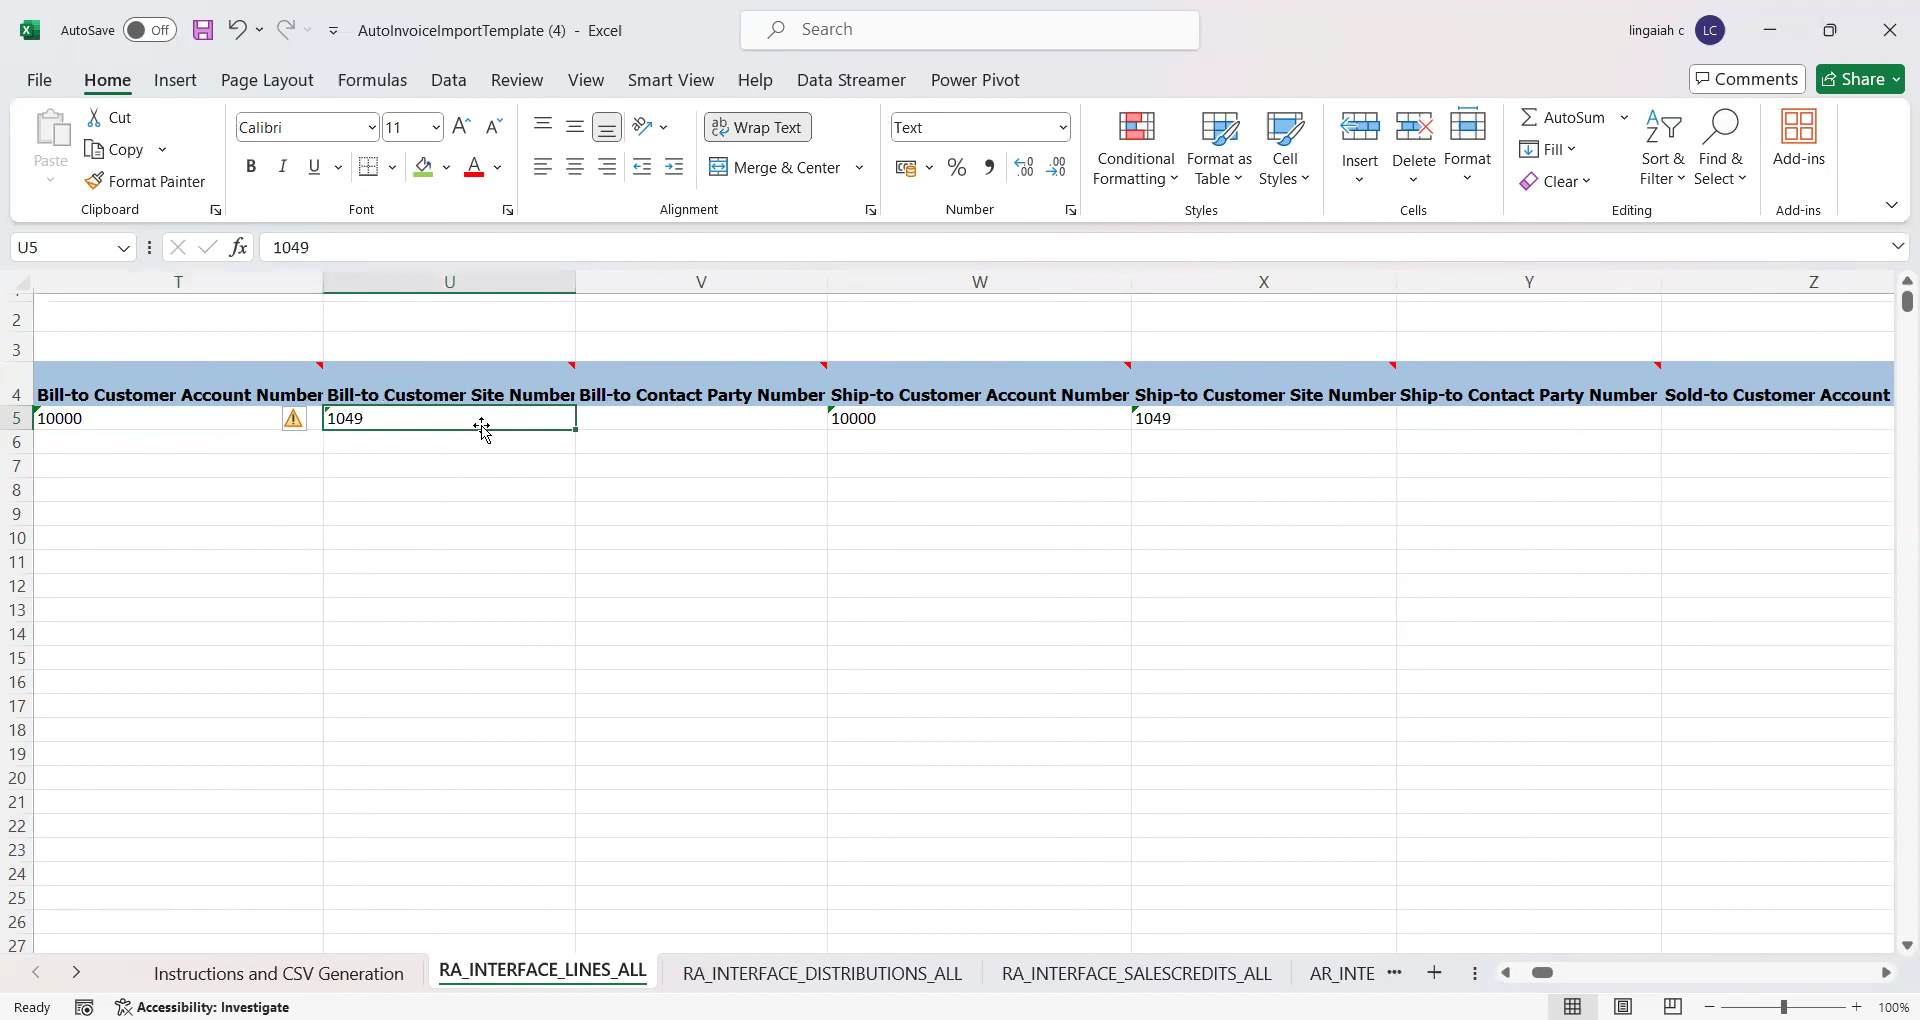 AutoSave Off AutoInvoiceImportTemplate (4) - Excel Search lingaiah c LC
File Home Insert Page Layout Formulas Data Review View Smart View Help Data Streamer Power Pivot Comments Share
Paste
Cut
Copy
Format Painter
Clipboard
Calibri 11 A A
B I U A
Font
ab Wrap Text
Merge & Center
Alignment
Text
% 9 .00 .00
Number
Conditional Formatting
Format as Table
Cell Styles
Styles
Insert Delete Format
Cells
AutoSum
Fill
Clear
Sort & Filter
Find & Select
Editing
Add-ins
Add-ins
U5 fx 1049
T U V W X Y Z
2
3
4 Bill-to Customer Account Number Bill-to Customer Site Number Bill-to Contact Party Number Ship-to Customer Account Number Ship-to Customer Site Number Ship-to Contact Party Number Sold-to Customer Account
5 10000 1049 10000 1049
6
7
8
9
10
11
12
13
14
15
16
17
18
19
20
21
22
23
24
25
26
27
Instructions and CSV Generation RA_INTERFACE_LINES_ALL RA_INTERFACE_DISTRIBUTIONS_ALL RA_INTERFACE_SALESCREDITS_ALL AR_INTE ...
Ready Accessibility: Investigate 100%